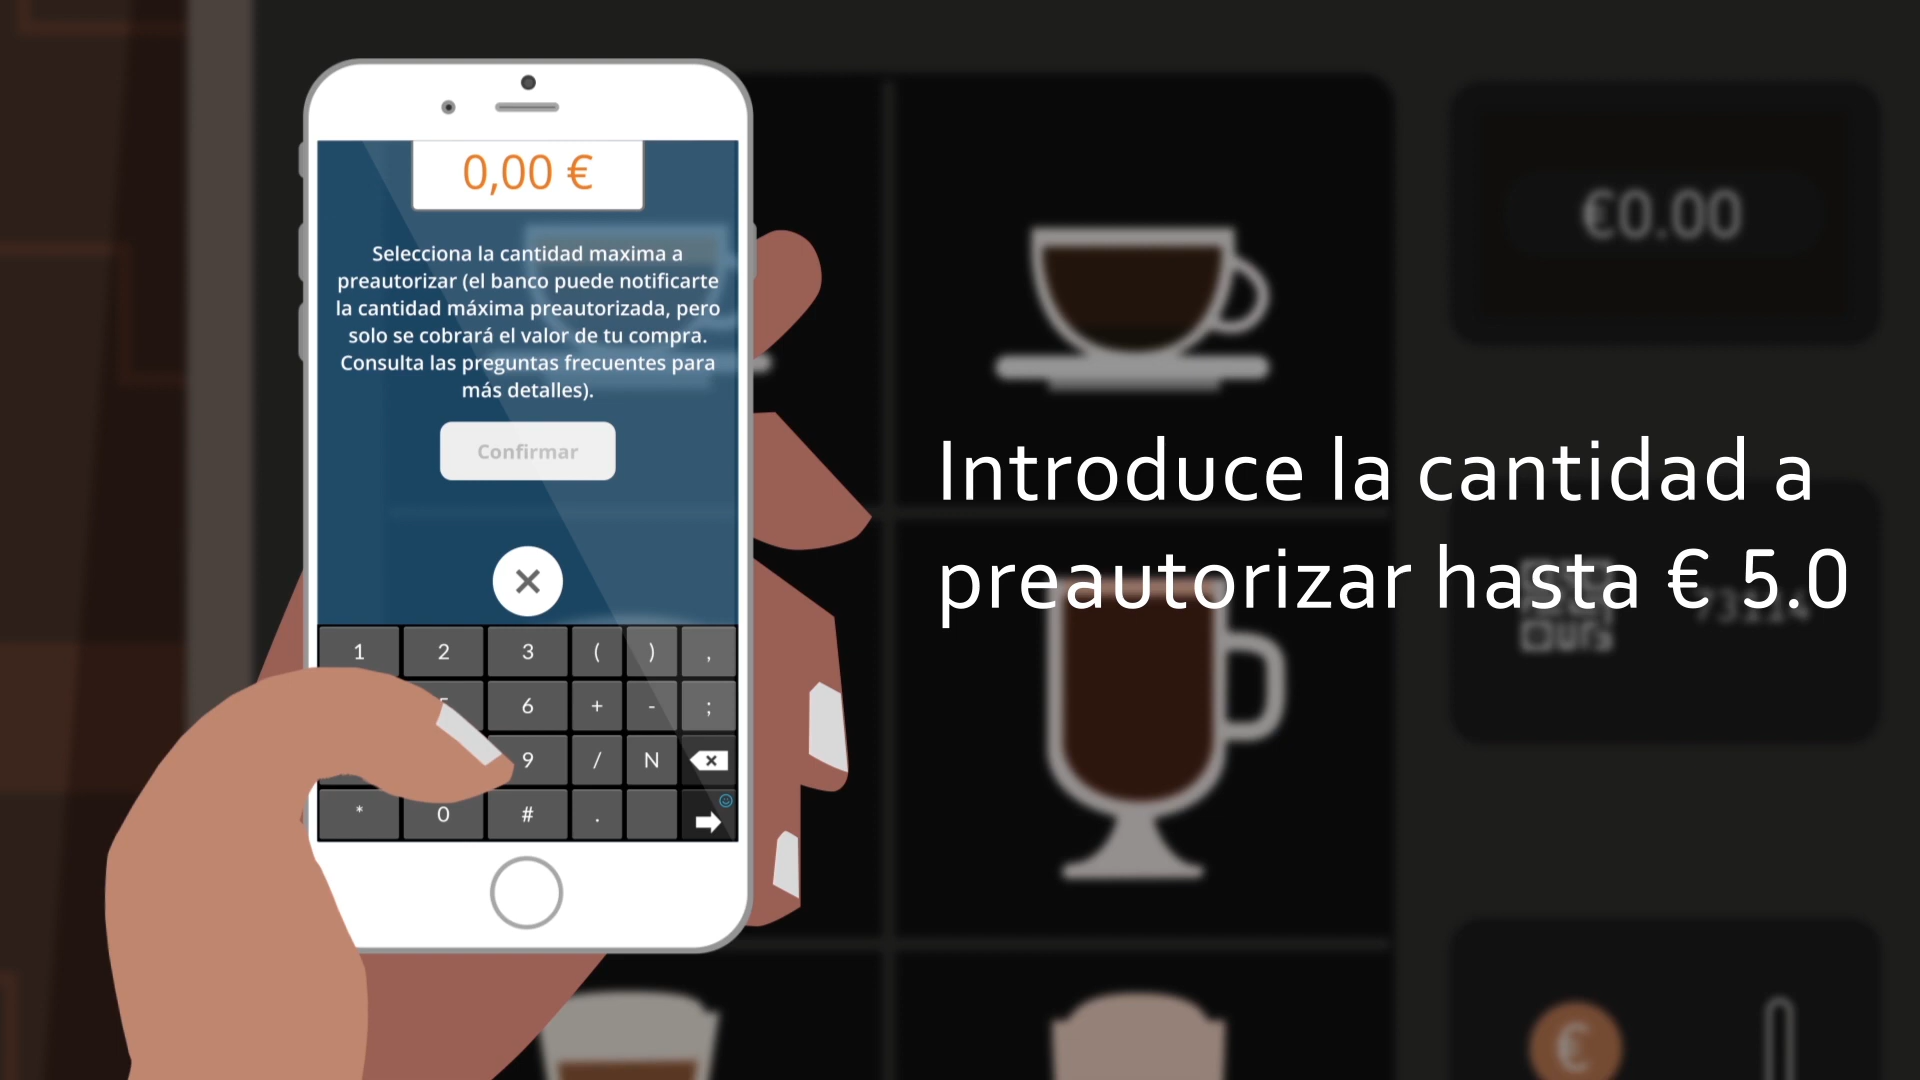 0,00 €
Selecciona la cantidad maxima a
preautorizar (el banco puede notificarte
la cantidad máxima preautorizada, pero
solo se cobrará el valor de tu compra.
Consulta las preguntas frecuentes para
más detalles).
Confirmar
1 2 3 ( ) ,
6 + - ;
9 / N
* 0 # .
Introduce la cantidad a
preautorizar hasta € 5.0
€0.00
€